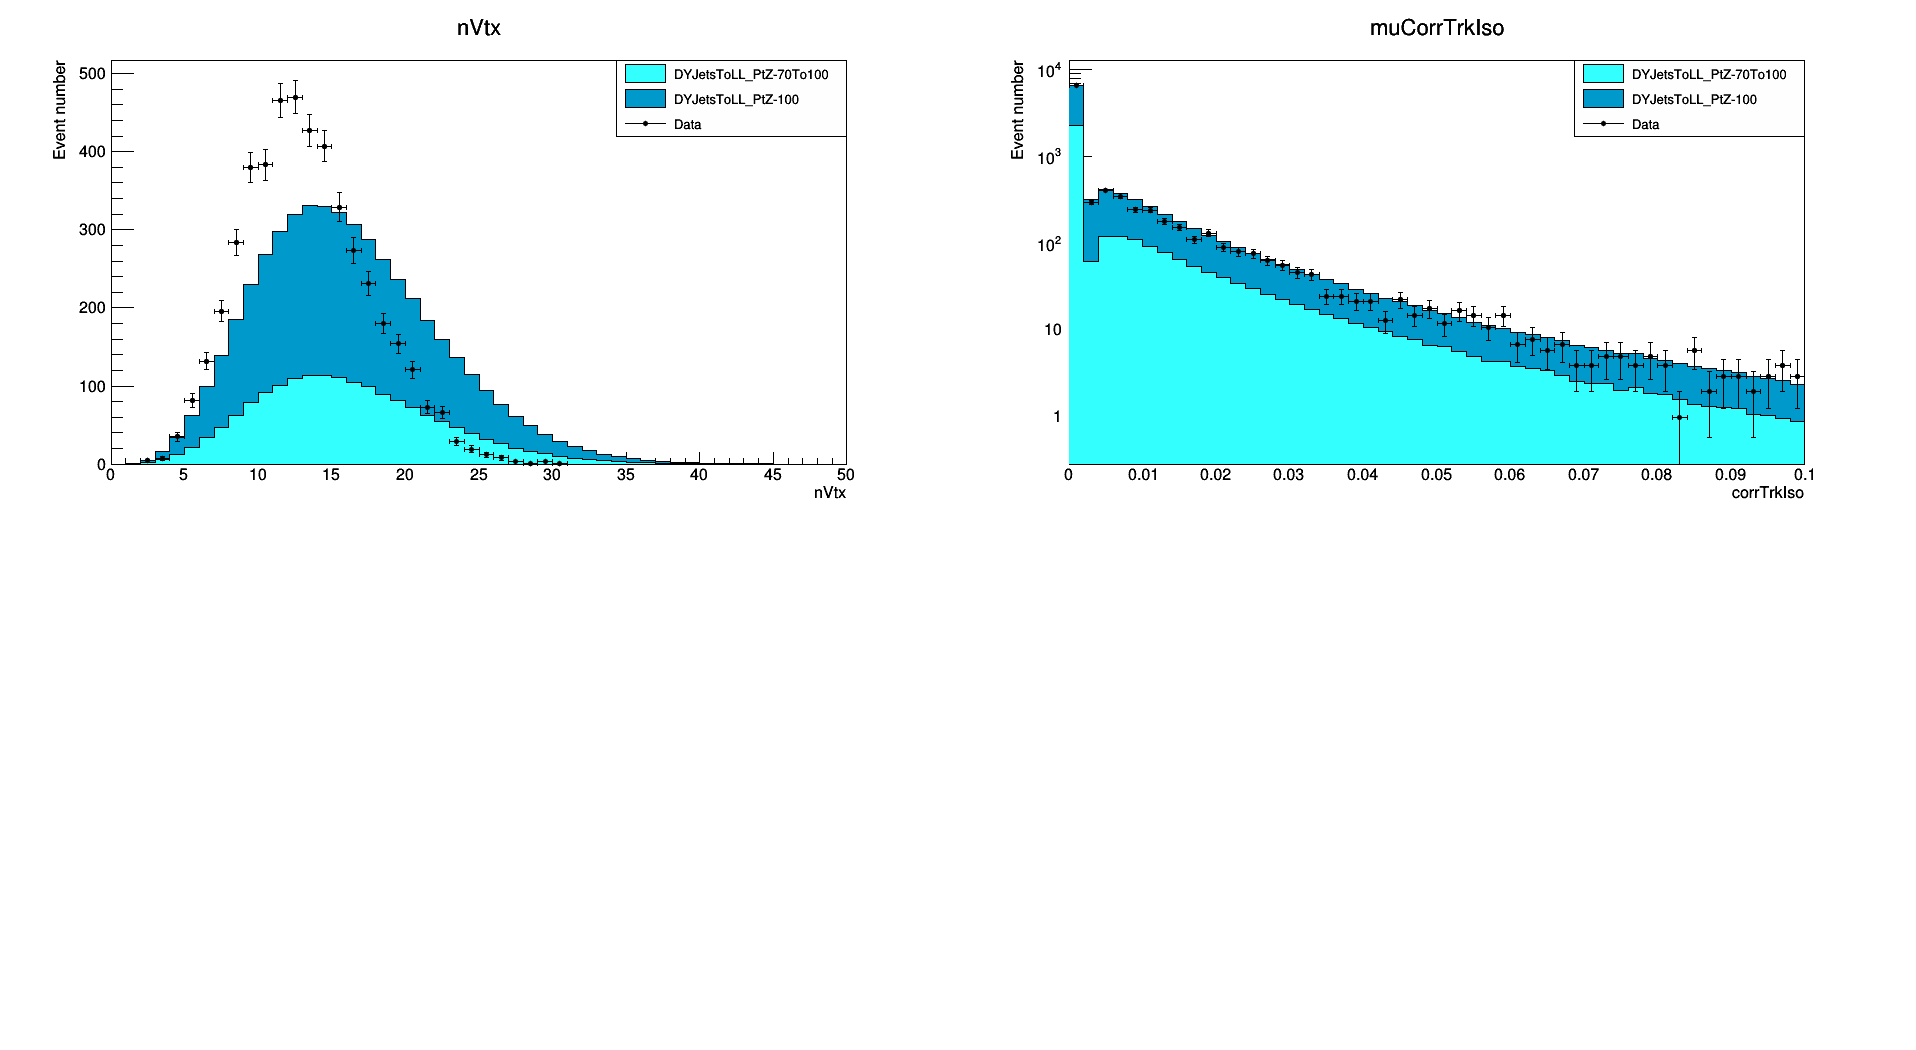 nVtx
Event number
500
400
300
200
100
0
0 5 10 15 20 25 30 35 40 45 50
nVtx
DYJetsToLL_PtZ-70To100
DYJetsToLL_PtZ-100
Data
muCorrTrkIso
Event number
10^4
10^3
10^2
10
1
0 0.01 0.02 0.03 0.04 0.05 0.06 0.07 0.08 0.09 0.1
corrTrkIso
DYJetsToLL_PtZ-70To100
DYJetsToLL_PtZ-100
Data